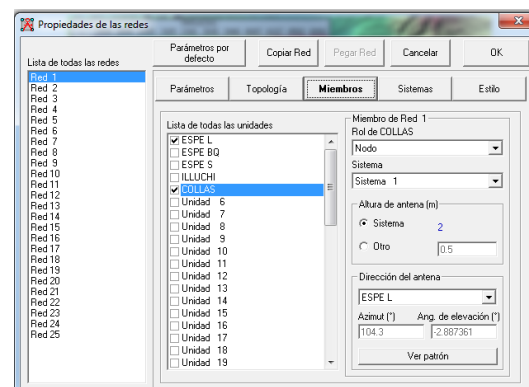 Propiedades de las redes
x
Lista de todas las redes
Parámetros por defecto
Copiar Red
Pegar Red
Cancelar
OK
Red 1
Red 2
Red 3
Red 4
Red 5
Red 6
Red 7
Red 8
Red 9
Red 10
Red 11
Red 12
Red 13
Red 14
Red 15
Red 16
Red 17
Red 18
Red 19
Red 20
Red 21
Red 22
Red 23
Red 24
Red 25
Parámetros
Topología
Miembros
Sistemas
Estilo
Lista de todas las unidades
ESPE L
ESPE BQ
ESPE S
ILLUCHI
COLLAS
Unidad 6
Unidad 7
Unidad 8
Unidad 9
Unidad 10
Unidad 11
Unidad 12
Unidad 13
Unidad 14
Unidad 15
Unidad 16
Unidad 17
Unidad 18
Unidad 19
Miembro de Red 1
Rol de COLLAS
Nodo
Sistema
Sistema 1
Altura de antena (m)
Sistema 2
Otro 0.5
Dirección del antena
ESPE L
Azimut (°) Ang. de elevación (°)
104.3 -2.887361
Ver patrón